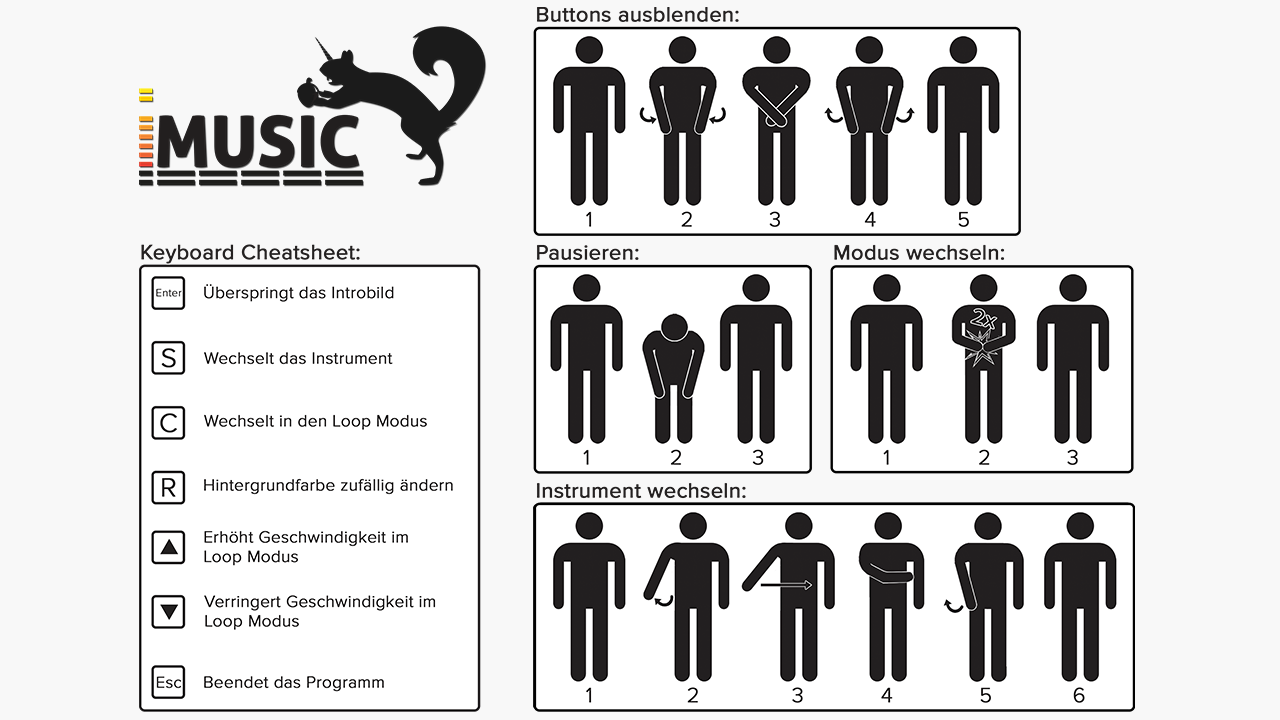 iMUSIC
Keyboard Cheatsheet:
Enter
Überspringt das Introbild
S
Wechselt das Instrument
C
Wechselt in den Loop Modus
R
Hintergrundfarbe zufällig ändern
▲
Erhöht Geschwindigkeit im
Loop Modus
▼
Verringert Geschwindigkeit im
Loop Modus
Esc
Beendet das Programm
Buttons ausblenden:
1 2 3 4 5
Pausieren:
1 2 3
Modus wechseln:
2x
1 2 3
Instrument wechseln:
1 2 3 4 5 6